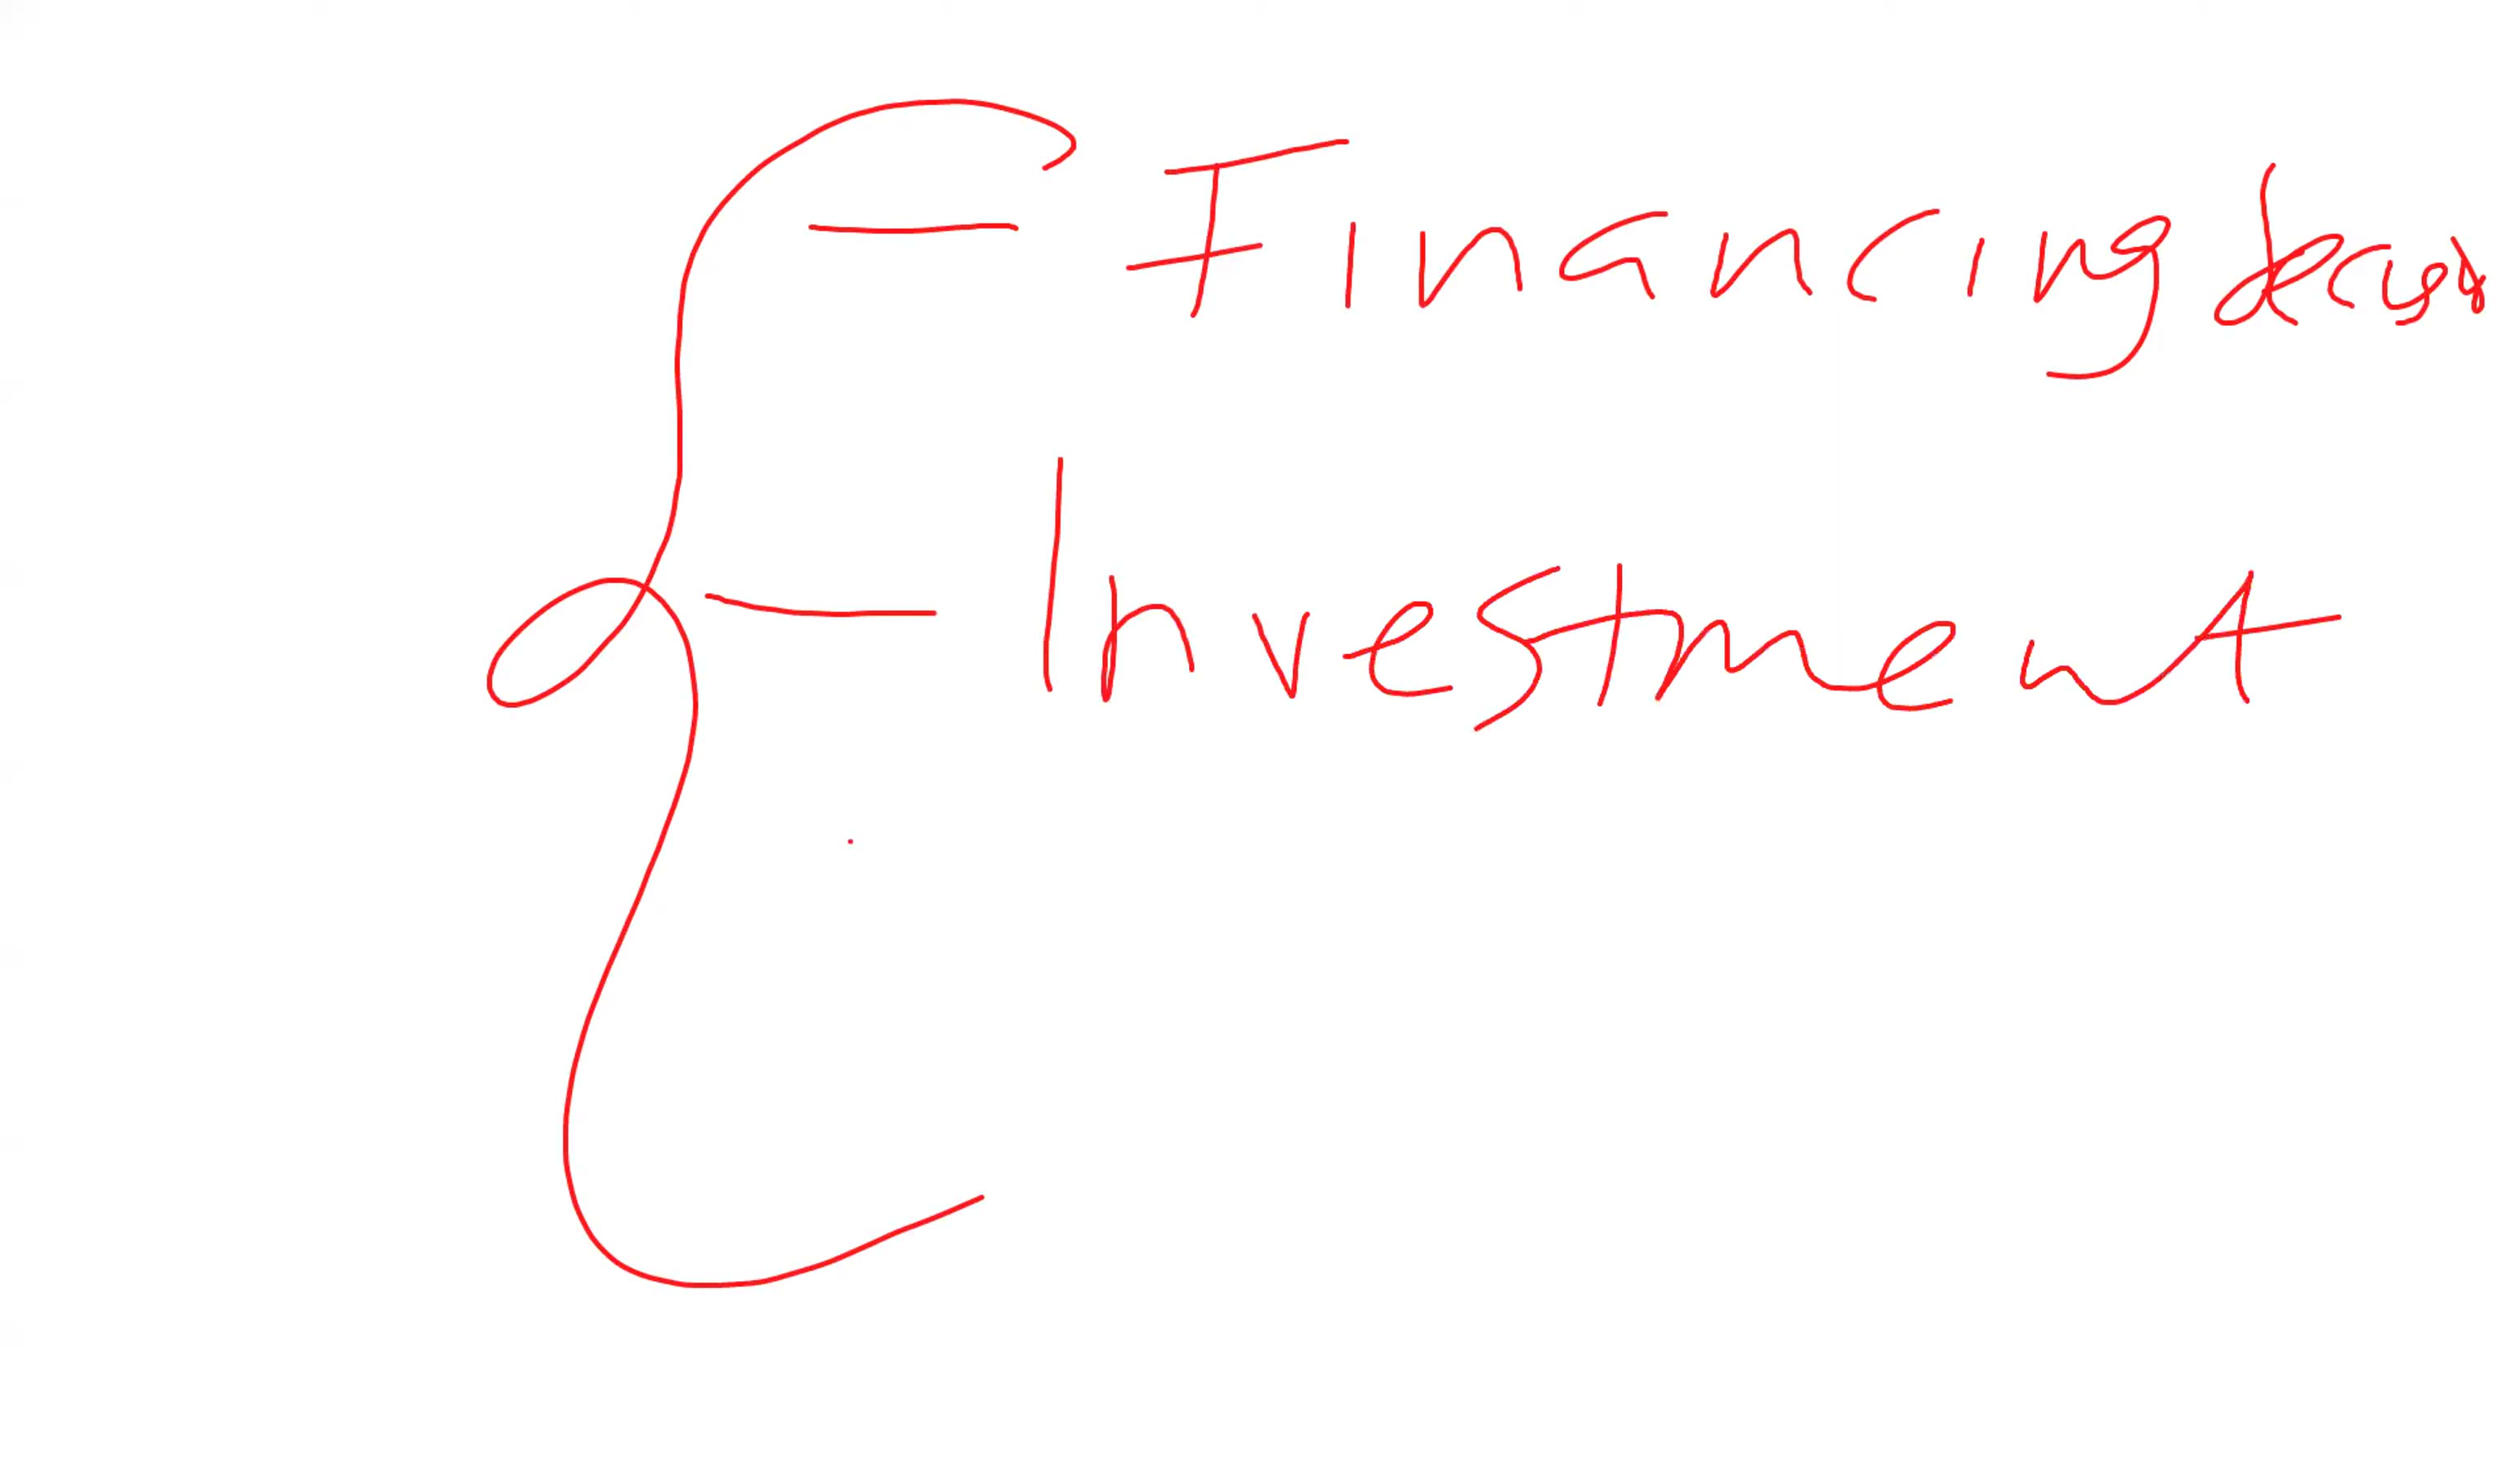 – Financing
– Investment